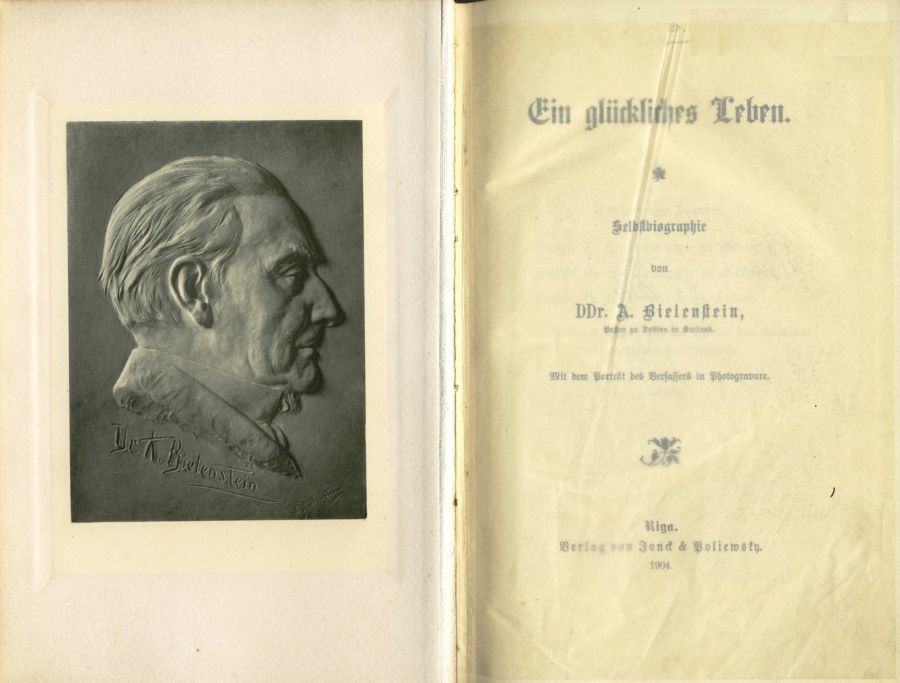 Dr. A. Bielenstein
Ein glückliches Leben.
Selbstbiographie
von
DDr. A. Bielenstein,
Pastor zu Doblen in Kurland.
Mit dem Porträt des Verfassers in Photogravure.
Riga.
Verlag von Jonck & Poliewsky.
1904.